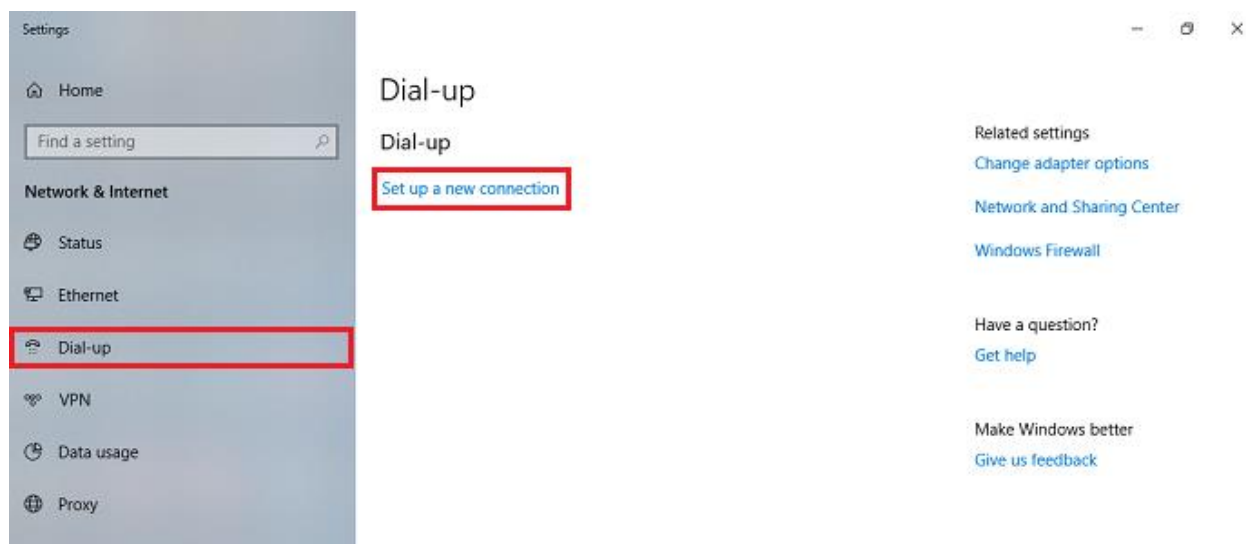 Settings
Home
Find a setting
Network & Internet
Status
Ethernet
Dial-up
VPN
Data usage
Proxy
Dial-up
Dial-up
Set up a new connection
Related settings
Change adapter options
Network and Sharing Center
Windows Firewall
Have a question?
Get help
Make Windows better
Give us feedback